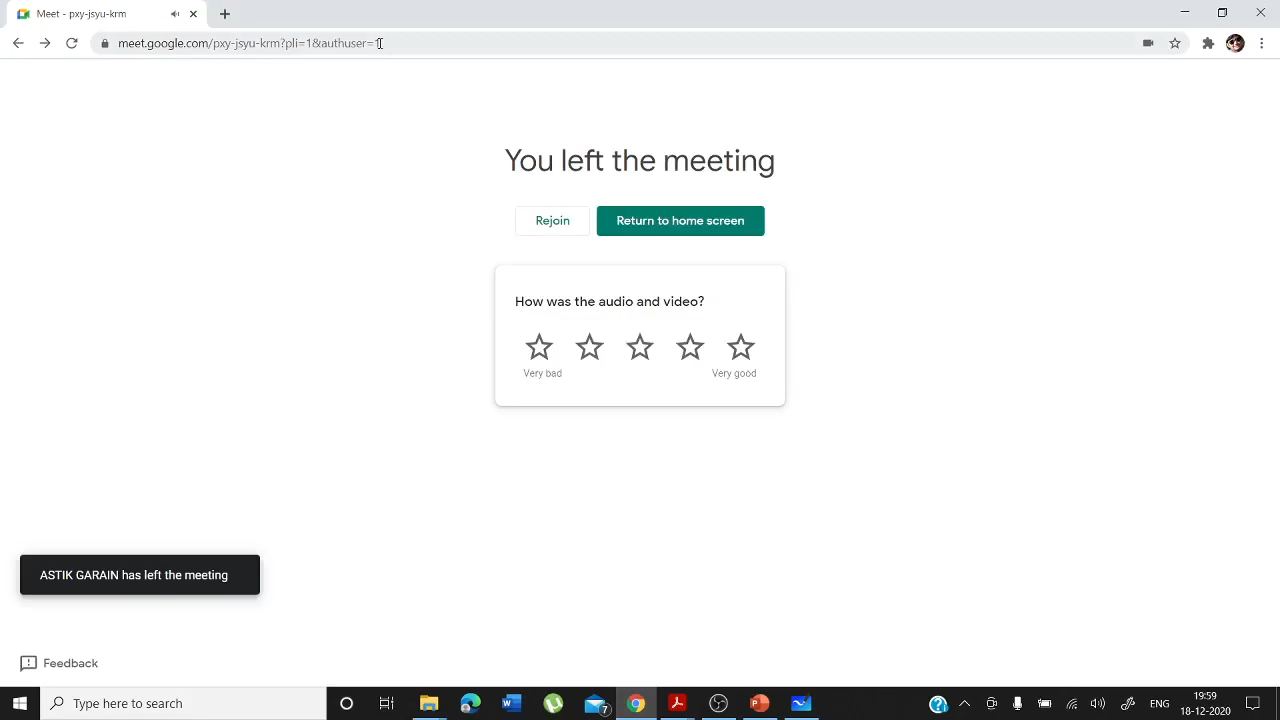 Meet - pxy-jsyu-krm
meet.google.com/pxy-jsyu-krm?pli=1&authuser=1
You left the meeting
Rejoin
Return to home screen
How was the audio and video?
Very bad
Very good
ASTIK GARAIN has left the meeting
Feedback
Type here to search
7
ENG
19:59
18-12-2020